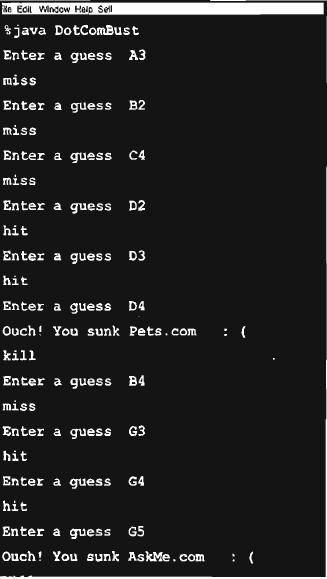 File Edit Window Help Sell
%java DotComBust
Enter a guess A3
miss
Enter a guess B2
miss
Enter a guess C4
miss
Enter a guess D2
hit
Enter a guess D3
hit
Enter a guess D4
Ouch! You sunk Pets.com : (
kill
Enter a guess B4
miss
Enter a guess G3
hit
Enter a guess G4
hit
Enter a guess G5
Ouch! You sunk AskMe.com : (